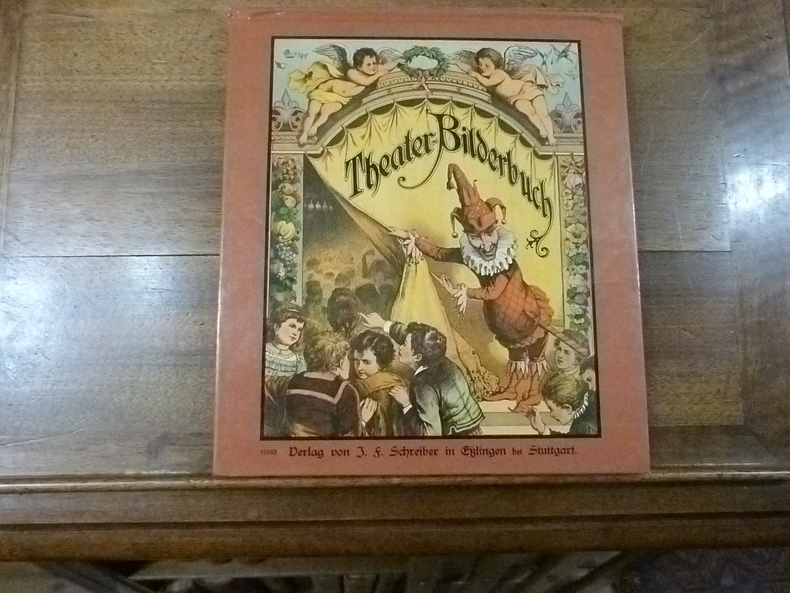 Theater-Bilderbuch
Verlag von J. F. Schreiber in Eßlingen bei Stuttgart.